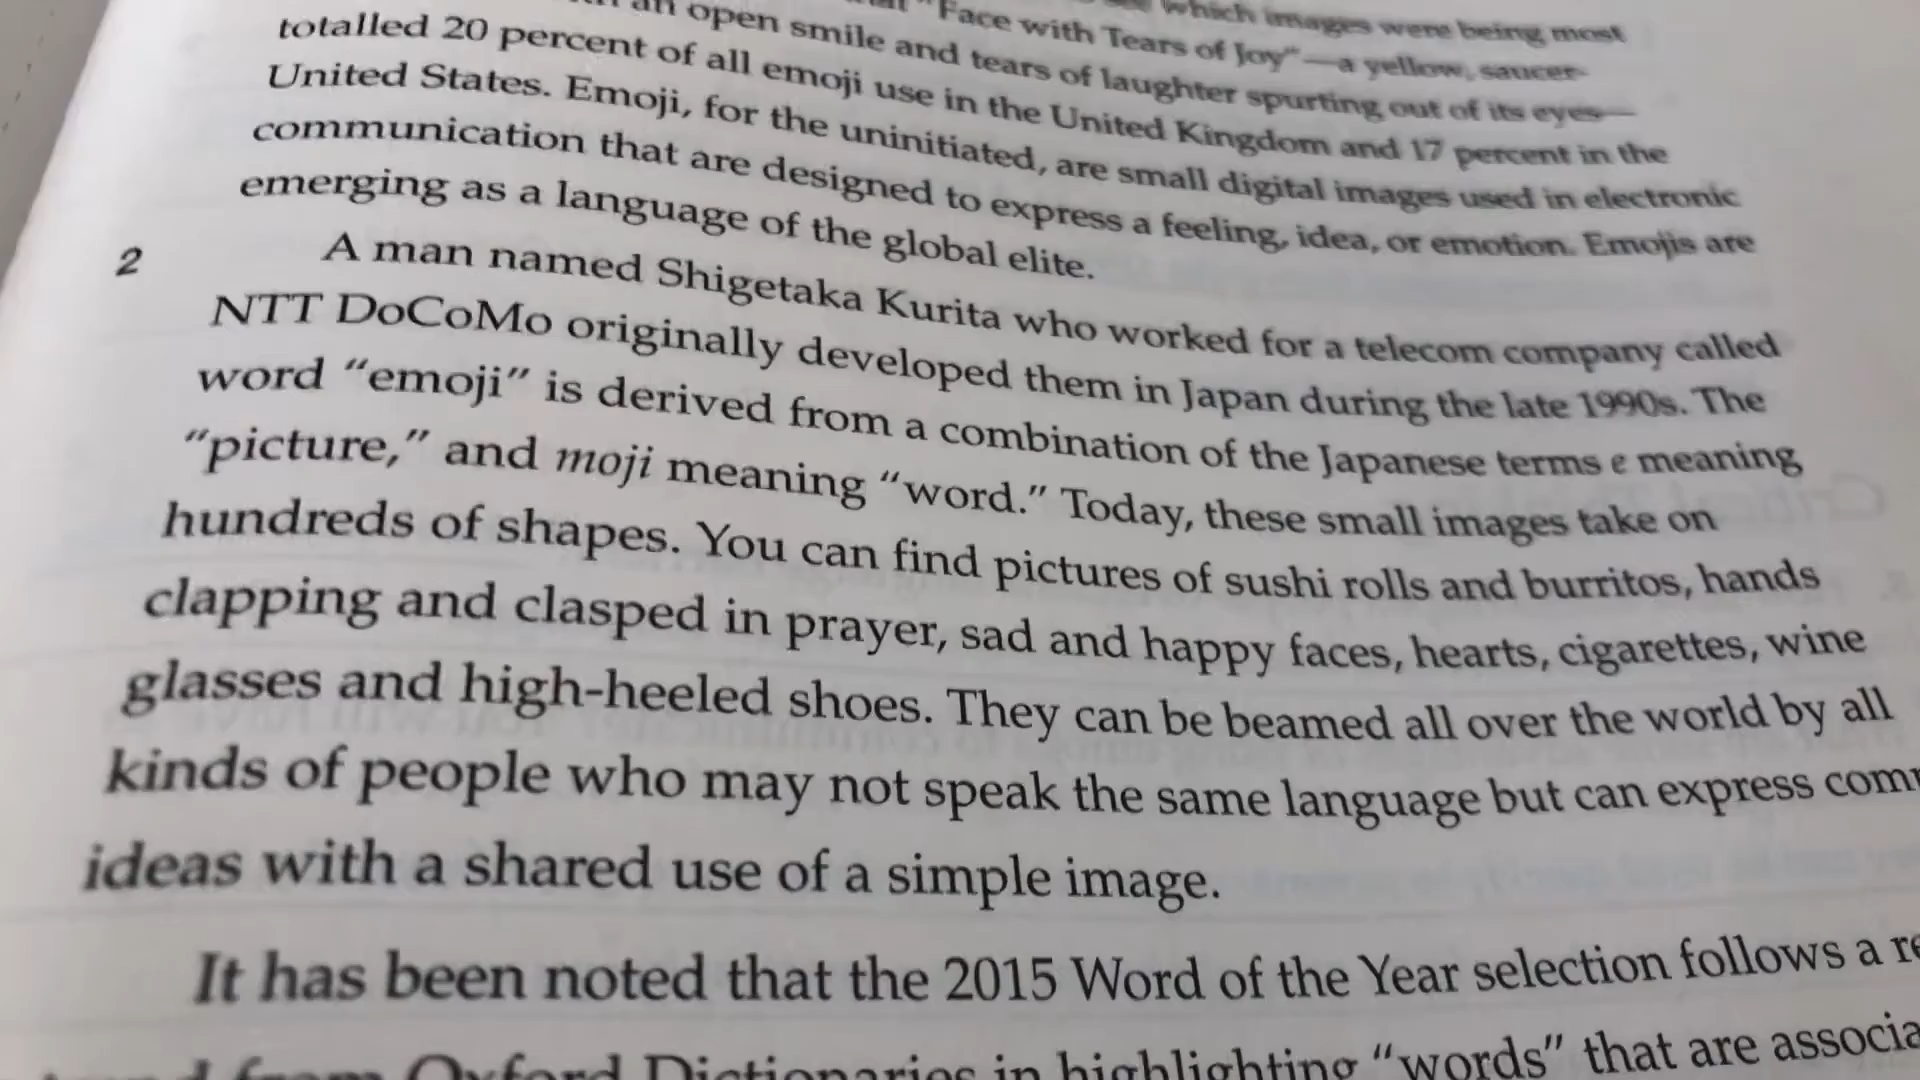 which images were being most
"Face with Tears of Joy"—a yellow, saucer-
an open smile and tears of laughter spurting out of its eyes—
totalled 20 percent of all emoji use in the United Kingdom and 17 percent in the
United States. Emoji, for the uninitiated, are small digital images used in electronic
communication that are designed to express a feeling, idea, or emotion. Emojis are
emerging as a language of the global elite.
2 A man named Shigetaka Kurita who worked for a telecom company called
NTT DoCoMo originally developed them in Japan during the late 1990s. The
word "emoji" is derived from a combination of the Japanese terms e meaning
"picture," and moji meaning "word." Today, these small images take on
hundreds of shapes. You can find pictures of sushi rolls and burritos, hands
clapping and clasped in prayer, sad and happy faces, hearts, cigarettes, wine
glasses and high-heeled shoes. They can be beamed all over the world by all
kinds of people who may not speak the same language but can express
ideas with a shared use of a simple image.
It has been noted that the 2015 Word of the Year selection follows a
from Oxford Dictionaries in highlighting "words" that are